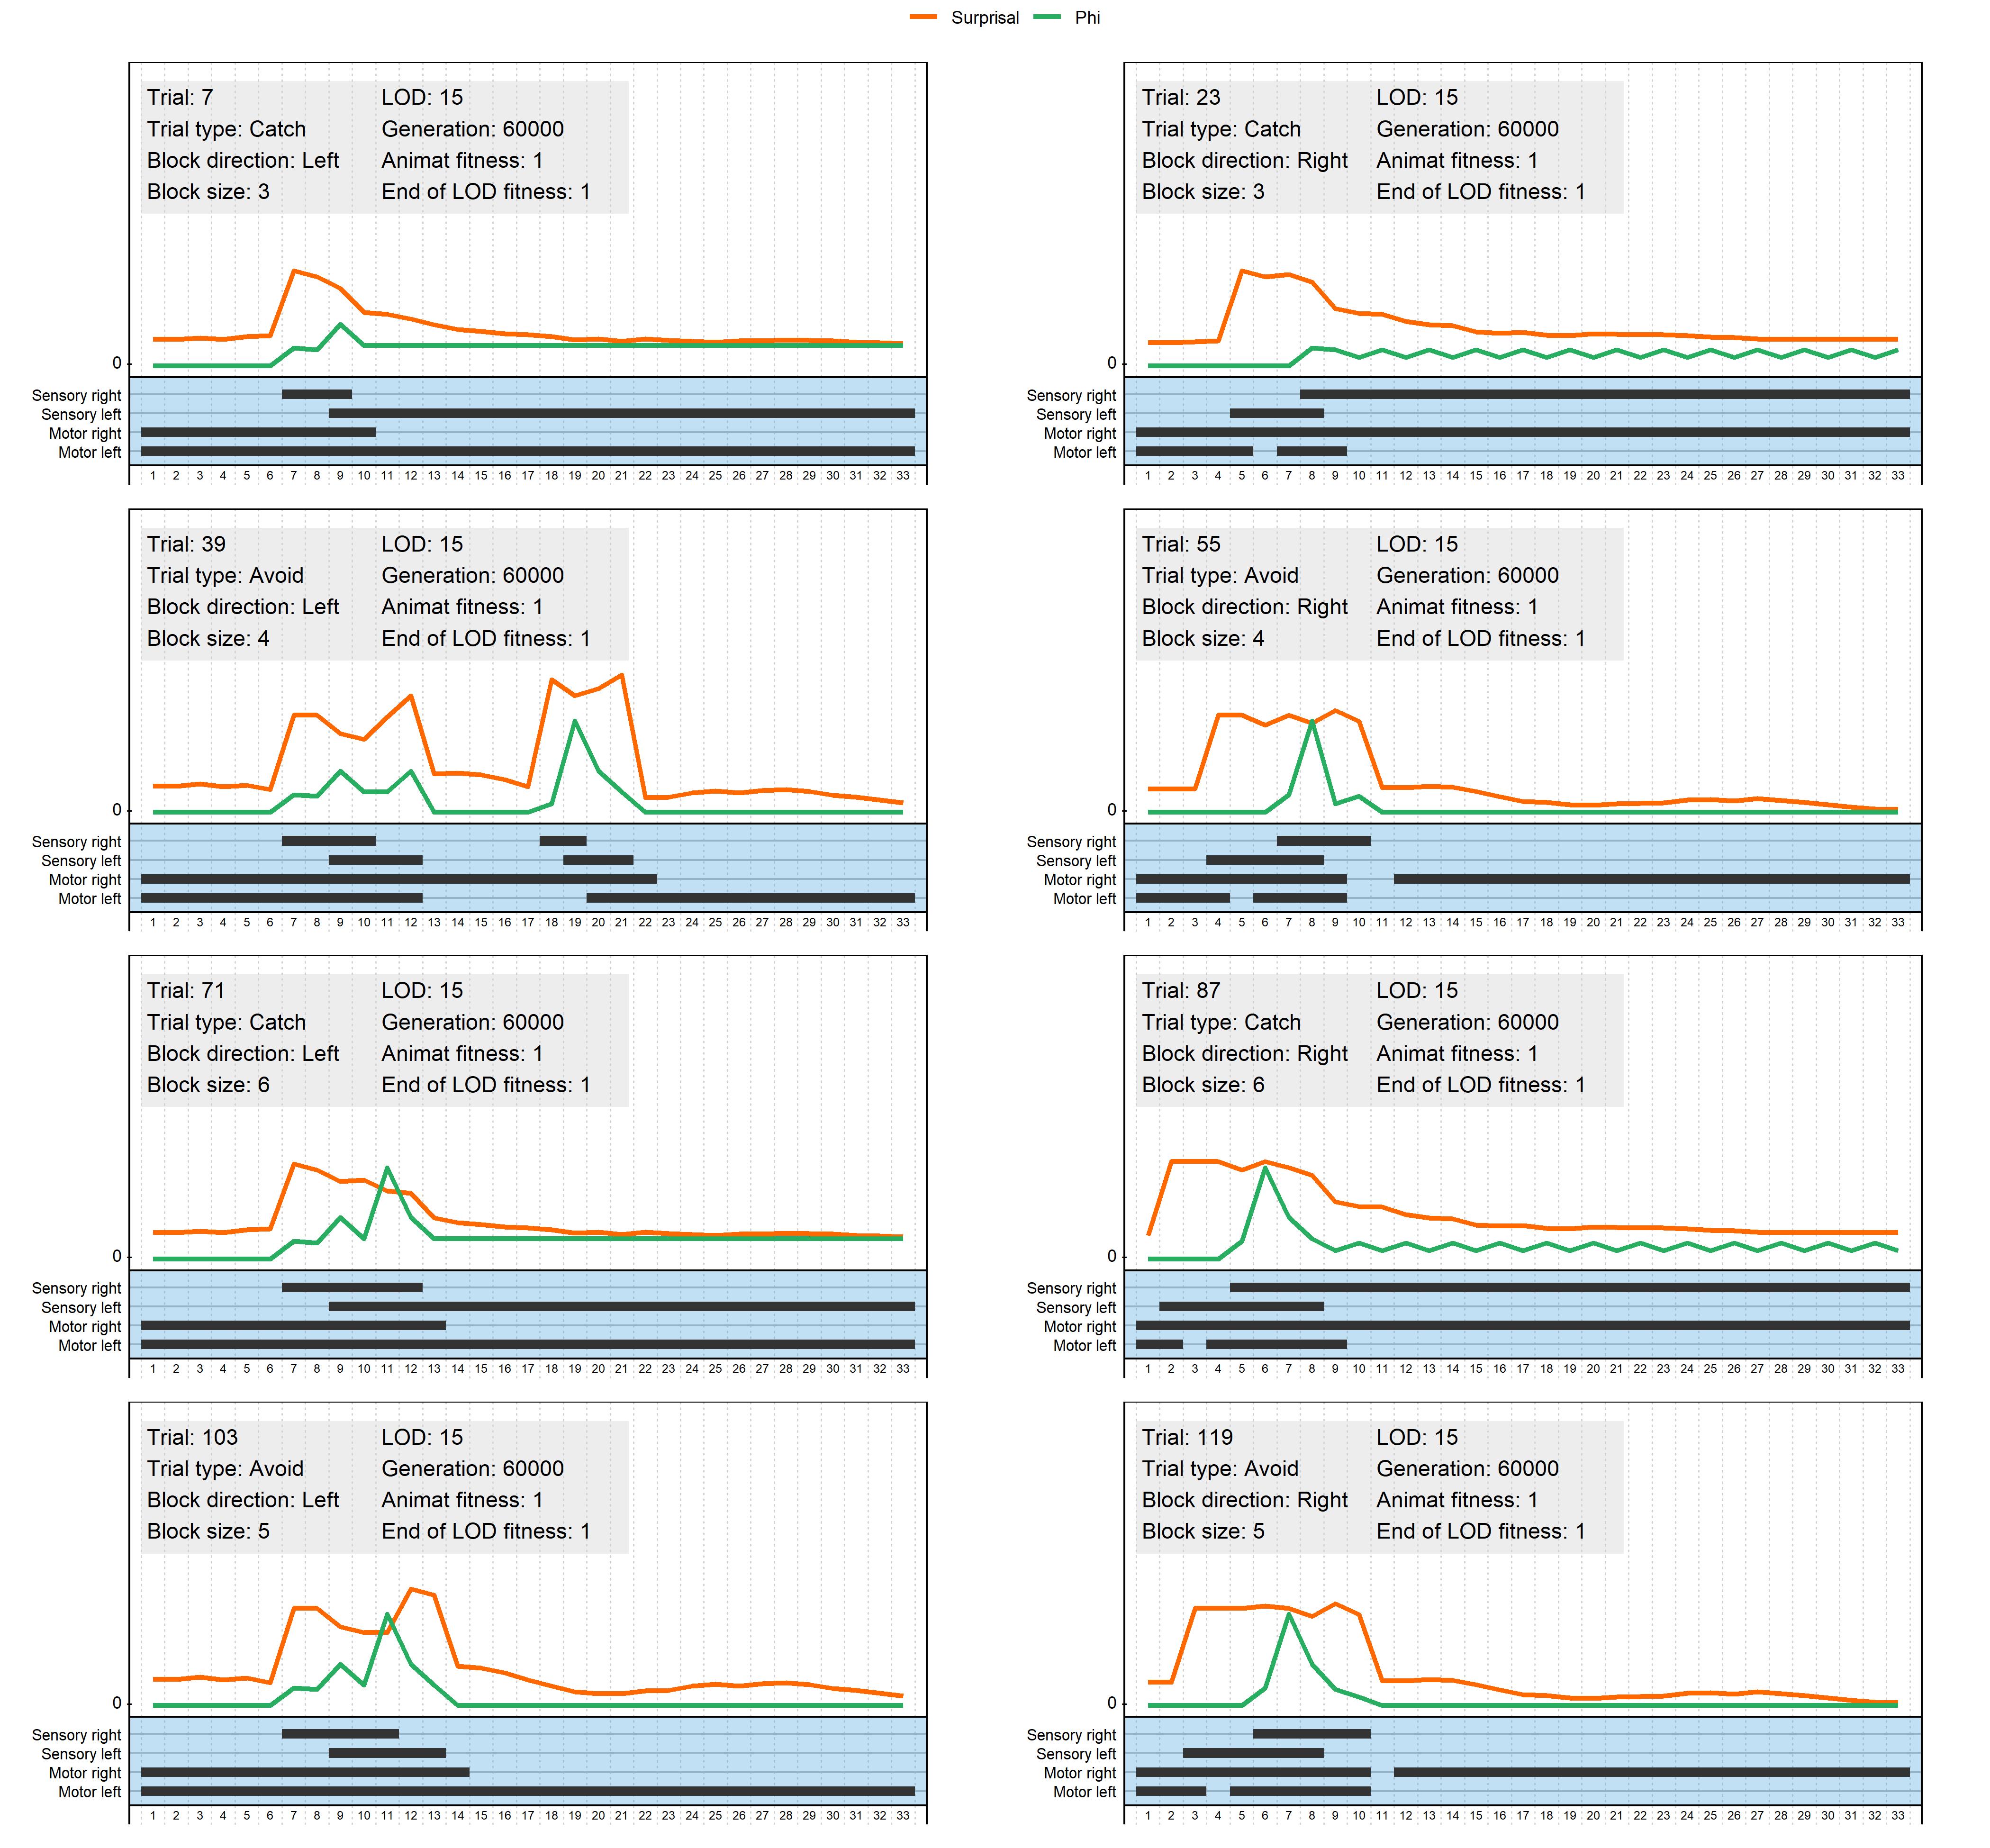 Surprisal Phi
Trial: 7 LOD: 15
Trial type: Catch Generation: 60000
Block direction: Left Animat fitness: 1
Block size: 3 End of LOD fitness: 1
0
Sensory right
Sensory left
Motor right
Motor left
1 2 3 4 5 6 7 8 9 10 11 12 13 14 15 16 17 18 19 20 21 22 23 24 25 26 27 28 29 30 31 32 33
Trial: 23 LOD: 15
Trial type: Catch Generation: 60000
Block direction: Right Animat fitness: 1
Block size: 3 End of LOD fitness: 1
0
Sensory right
Sensory left
Motor right
Motor left
1 2 3 4 5 6 7 8 9 10 11 12 13 14 15 16 17 18 19 20 21 22 23 24 25 26 27 28 29 30 31 32 33
Trial: 39 LOD: 15
Trial type: Avoid Generation: 60000
Block direction: Left Animat fitness: 1
Block size: 4 End of LOD fitness: 1
0
Sensory right
Sensory left
Motor right
Motor left
1 2 3 4 5 6 7 8 9 10 11 12 13 14 15 16 17 18 19 20 21 22 23 24 25 26 27 28 29 30 31 32 33
Trial: 55 LOD: 15
Trial type: Avoid Generation: 60000
Block direction: Right Animat fitness: 1
Block size: 4 End of LOD fitness: 1
0
Sensory right
Sensory left
Motor right
Motor left
1 2 3 4 5 6 7 8 9 10 11 12 13 14 15 16 17 18 19 20 21 22 23 24 25 26 27 28 29 30 31 32 33
Trial: 71 LOD: 15
Trial type: Catch Generation: 60000
Block direction: Left Animat fitness: 1
Block size: 6 End of LOD fitness: 1
0
Sensory right
Sensory left
Motor right
Motor left
1 2 3 4 5 6 7 8 9 10 11 12 13 14 15 16 17 18 19 20 21 22 23 24 25 26 27 28 29 30 31 32 33
Trial: 87 LOD: 15
Trial type: Catch Generation: 60000
Block direction: Right Animat fitness: 1
Block size: 6 End of LOD fitness: 1
0
Sensory right
Sensory left
Motor right
Motor left
1 2 3 4 5 6 7 8 9 10 11 12 13 14 15 16 17 18 19 20 21 22 23 24 25 26 27 28 29 30 31 32 33
Trial: 103 LOD: 15
Trial type: Avoid Generation: 60000
Block direction: Left Animat fitness: 1
Block size: 5 End of LOD fitness: 1
0
Sensory right
Sensory left
Motor right
Motor left
1 2 3 4 5 6 7 8 9 10 11 12 13 14 15 16 17 18 19 20 21 22 23 24 25 26 27 28 29 30 31 32 33
Trial: 119 LOD: 15
Trial type: Avoid Generation: 60000
Block direction: Right Animat fitness: 1
Block size: 5 End of LOD fitness: 1
0
Sensory right
Sensory left
Motor right
Motor left
1 2 3 4 5 6 7 8 9 10 11 12 13 14 15 16 17 18 19 20 21 22 23 24 25 26 27 28 29 30 31 32 33